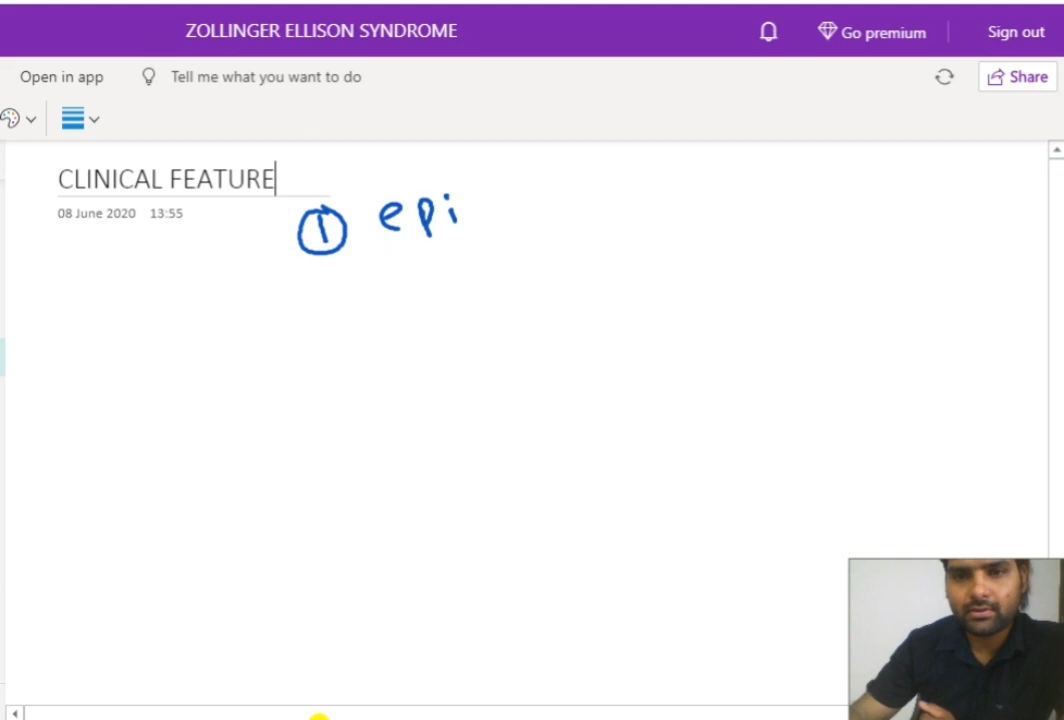 ZOLLINGER ELLISON SYNDROME
Go premium
Sign out
Open in app
Tell me what you want to do
Share
CLINICAL FEATURE
08 June 2020 13:55
① epi